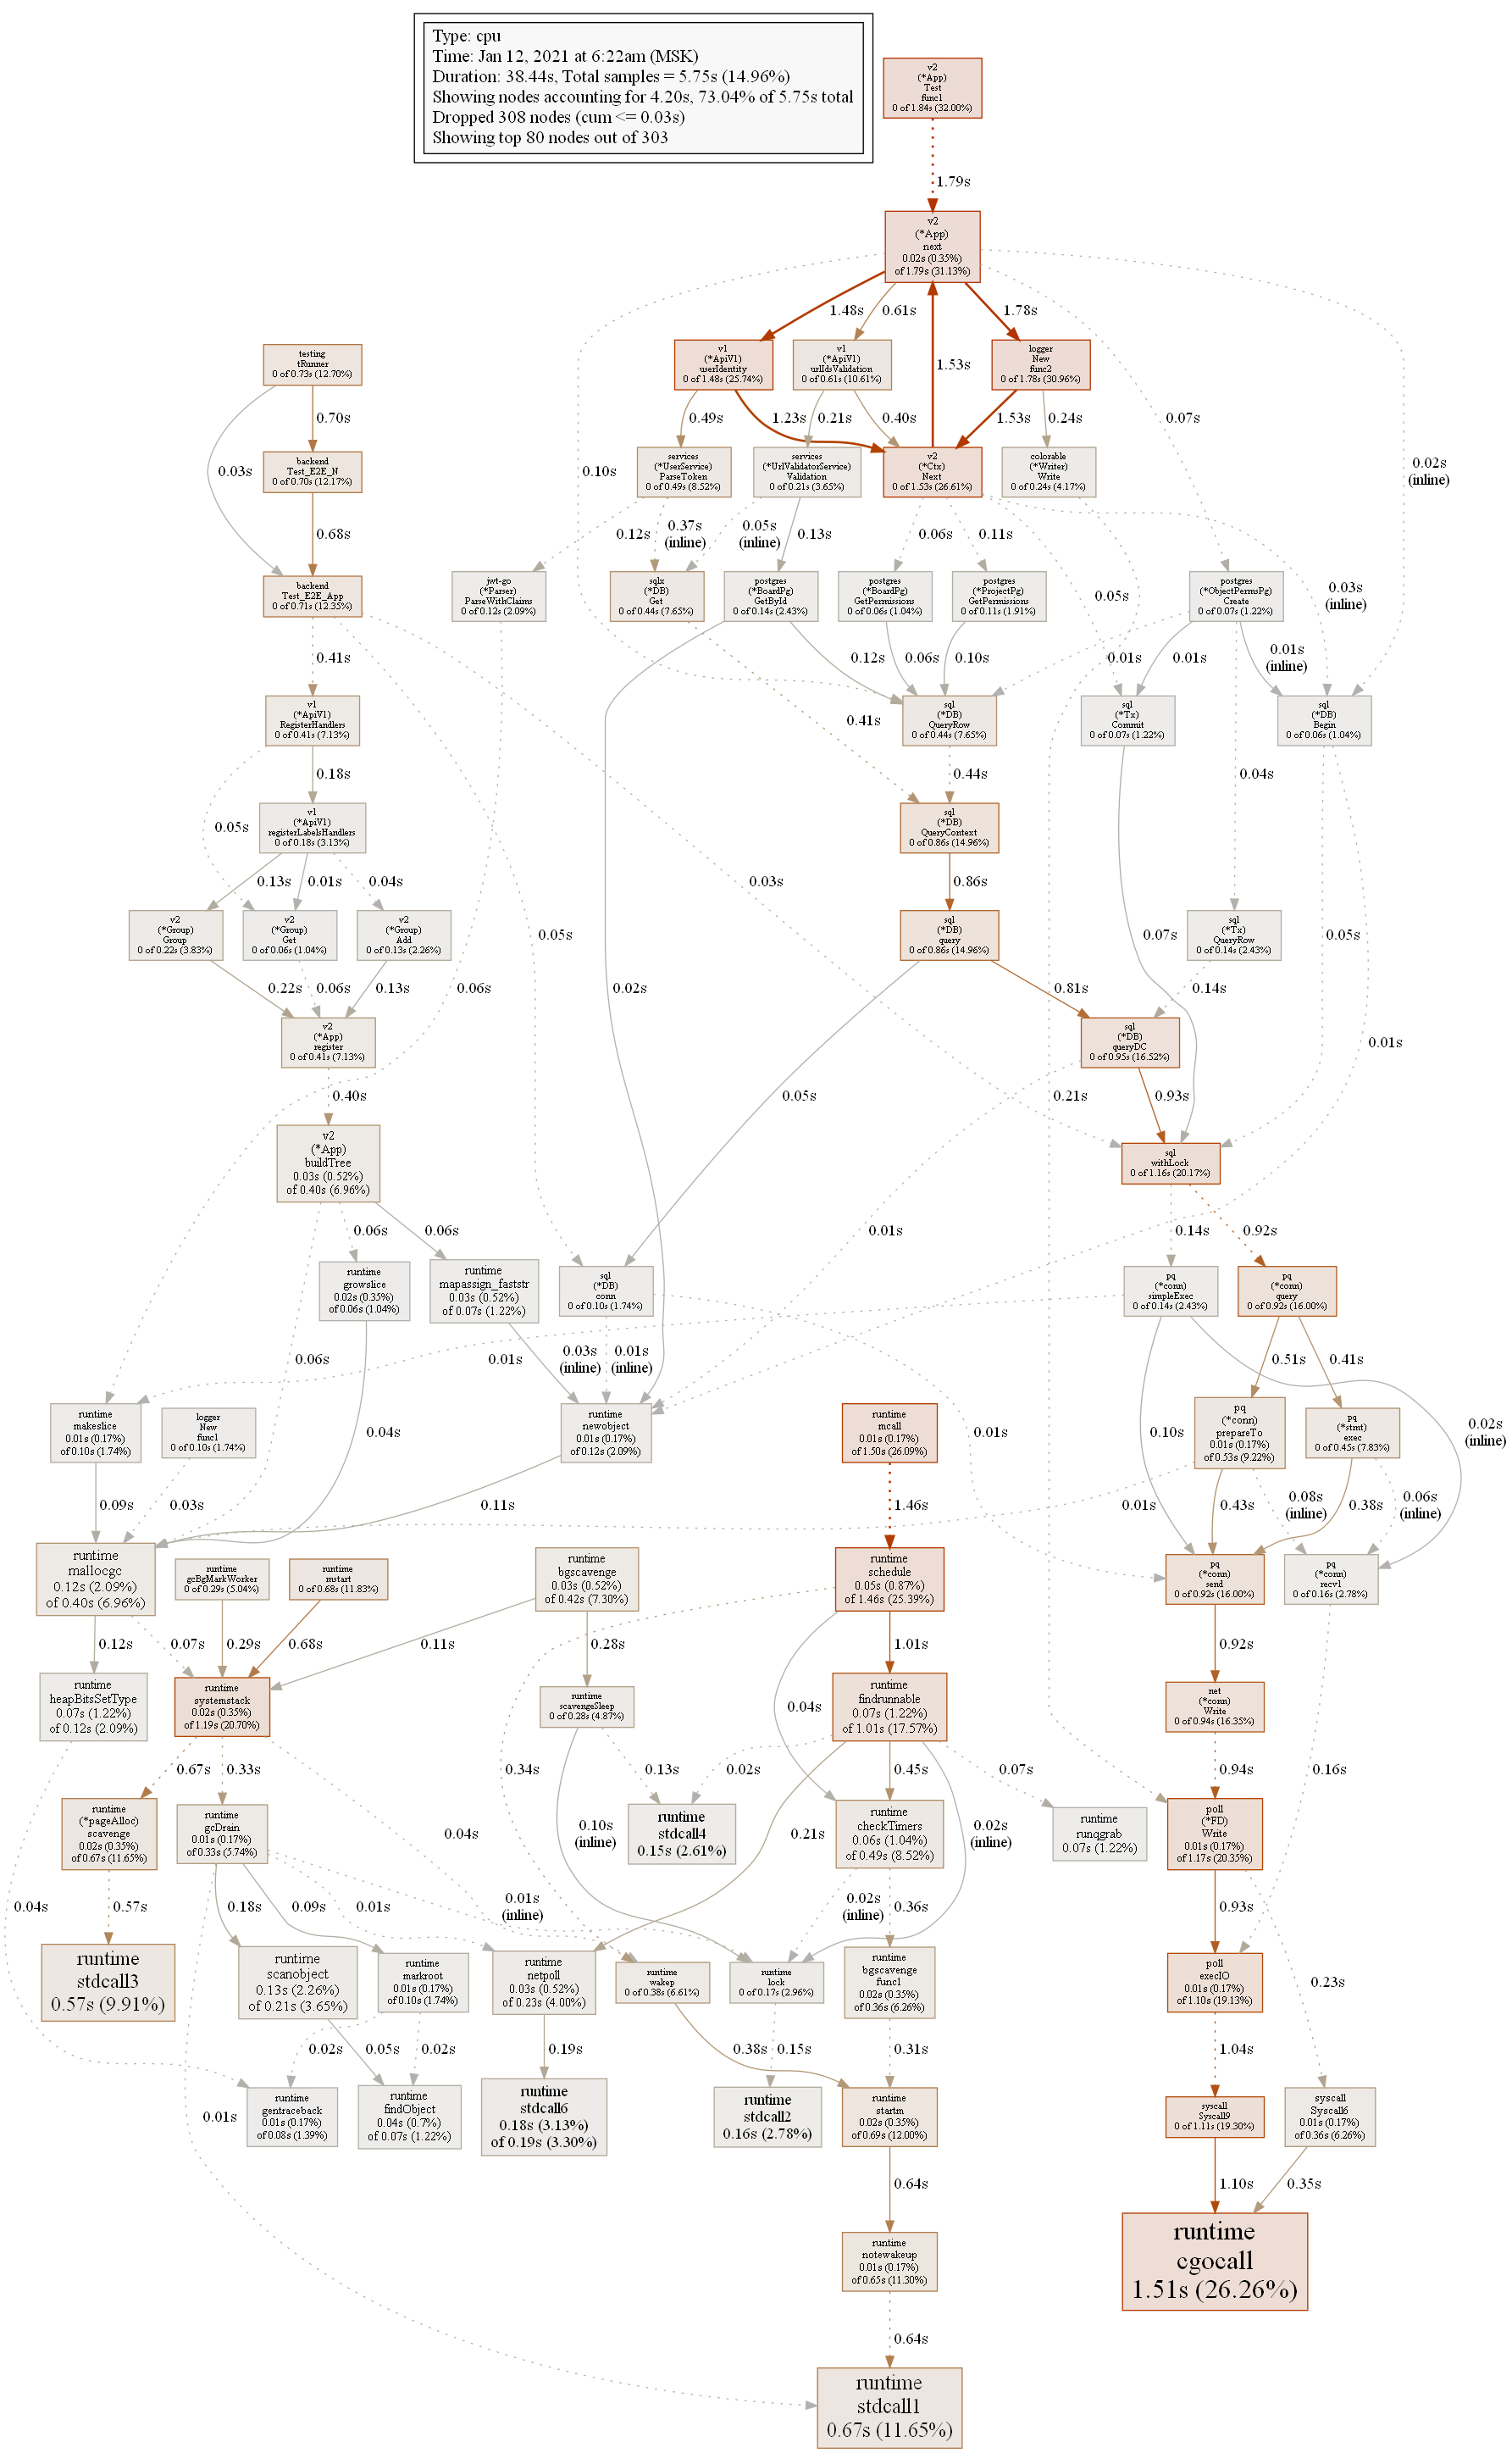 Type: cpu
Time: Jan 12, 2021 at 6:22am (MSK)
Duration: 38.44s, Total samples = 5.75s (14.96%)
Showing nodes accounting for 4.20s, 73.04% of 5.75s total
Dropped 308 nodes (cum <= 0.03s)
Showing top 80 nodes out of 303
v2
(*App)
Test
func1
0 of 1.84s (32.00%)
1.79s
v2
(*App)
next
0.02s (0.35%)
of 1.79s (31.13%)
1.48s
0.61s
1.78s
testing
tRunner
0 of 0.73s (12.70%)
v1
(*ApiV1)
userIdentity
0 of 1.48s (25.74%)
v1
(*ApiV1)
urlIdsValidation
0 of 0.61s (10.61%)
1.53s
logger
New
func2
0 of 1.78s (30.96%)
0.70s
0.49s
1.23s
0.21s
0.40s
1.53s
0.24s
0.07s
0.03s
backend
Test_E2E_N
0 of 0.70s (12.17%)
0.10s
services
(*UserService)
ParseToken
0 of 0.49s (8.52%)
services
(*UrlValidatorService)
Validation
0 of 0.21s (3.65%)
v2
(*Ctx)
Next
0 of 1.53s (26.61%)
colorable
(*Writer)
Write
0 of 0.24s (4.17%)
0.02s
(inline)
0.68s
0.12s
0.37s
(inline)
0.05s
(inline)
0.13s
0.06s
0.11s
backend
Test_E2E_App
0 of 0.71s (12.35%)
jwt-go
(*Parser)
ParseWithClaims
0 of 0.12s (2.09%)
sqlx
(*DB)
Get
0 of 0.44s (7.65%)
postgres
(*BoardPg)
GetById
0 of 0.14s (2.43%)
postgres
(*BoardPg)
GetPermissions
0 of 0.06s (1.04%)
postgres
(*ProjectPg)
GetPermissions
0 of 0.11s (1.91%)
0.05s
postgres
(*ObjectPermsPg)
Create
0 of 0.07s (1.22%)
0.03s
(inline)
0.41s
0.12s
0.06s
0.10s
0.01s
0.01s
0.01s
(inline)
v1
(*ApiV1)
RegisterHandlers
0 of 0.41s (7.13%)
0.41s
sql
(*DB)
QueryRow
0 of 0.44s (7.65%)
sql
(*Tx)
Commit
0 of 0.07s (1.22%)
sql
(*DB)
Begin
0 of 0.06s (1.04%)
0.18s
0.44s
0.04s
0.05s
v1
(*ApiV1)
registerLabelsHandlers
0 of 0.18s (3.13%)
sql
(*DB)
QueryContext
0 of 0.86s (14.96%)
0.13s
0.01s
0.04s
0.03s
0.86s
v2
(*Group)
Group
0 of 0.22s (3.83%)
v2
(*Group)
Get
0 of 0.06s (1.04%)
v2
(*Group)
Add
0 of 0.13s (2.26%)
0.05s
sql
(*DB)
query
0 of 0.86s (14.96%)
0.07s
sql
(*Tx)
QueryRow
0 of 0.14s (2.43%)
0.05s
0.22s
0.06s
0.13s
0.06s
0.02s
0.81s
0.14s
v2
(*App)
register
0 of 0.41s (7.13%)
sql
(*DB)
queryDC
0 of 0.95s (16.52%)
0.01s
0.40s
0.05s
0.21s
0.93s
v2
(*App)
buildTree
0.03s (0.52%)
of 0.40s (6.96%)
sql
withLock
0 of 1.16s (20.17%)
0.06s
0.06s
0.01s
0.14s
0.92s
runtime
growslice
0.02s (0.35%)
of 0.06s (1.04%)
runtime
mapassign_faststr
0.03s (0.52%)
of 0.07s (1.22%)
sql
(*DB)
conn
0 of 0.10s (1.74%)
pq
(*conn)
simpleExec
0 of 0.14s (2.43%)
pq
(*conn)
query
0 of 0.92s (16.00%)
0.06s
0.01s
0.03s
(inline)
0.01s
(inline)
0.51s
0.41s
runtime
makeslice
0.01s (0.17%)
of 0.10s (1.74%)
logger
New
func1
0 of 0.10s (1.74%)
0.04s
runtime
newobject
0.01s (0.17%)
of 0.12s (2.09%)
runtime
mcall
0.01s (0.17%)
of 1.50s (26.09%)
0.01s
0.10s
pq
(*conn)
prepareTo
0.01s (0.17%)
of 0.53s (9.22%)
pq
(*stmt)
exec
0 of 0.45s (7.83%)
0.02s
(inline)
0.09s
0.03s
0.11s
1.46s
0.01s
0.43s
0.08s
(inline)
0.38s
0.06s
(inline)
runtime
mallocgc
0.12s (2.09%)
of 0.40s (6.96%)
runtime
gcBgMarkWorker
0 of 0.29s (5.04%)
runtime
mstart
0 of 0.68s (11.83%)
runtime
bgscavenge
0.03s (0.52%)
of 0.42s (7.30%)
runtime
schedule
0.05s (0.87%)
of 1.46s (25.39%)
pq
(*conn)
send
0 of 0.92s (16.00%)
pq
(*conn)
recv1
0 of 0.16s (2.78%)
0.12s
0.07s
0.29s
0.68s
0.11s
0.28s
1.01s
0.92s
runtime
heapBitsSetType
0.07s (1.22%)
of 0.12s (2.09%)
runtime
systemstack
0.02s (0.35%)
of 1.19s (20.70%)
runtime
scavengeSleep
0 of 0.28s (4.87%)
0.04s
runtime
findrunnable
0.07s (1.22%)
of 1.01s (17.57%)
net
(*conn)
Write
0 of 0.94s (16.35%)
0.67s
0.33s
0.34s
0.13s
0.02s
0.45s
0.07s
0.94s
0.16s
runtime
(*pageAlloc)
scavenge
0.02s (0.35%)
of 0.67s (11.65%)
runtime
gcDrain
0.01s (0.17%)
of 0.33s (5.74%)
0.04s
0.10s
(inline)
runtime
stdcall4
0.15s (2.61%)
0.21s
runtime
checkTimers
0.06s (1.04%)
of 0.49s (8.52%)
0.02s
(inline)
runtime
runqgrab
0.07s (1.22%)
poll
(*FD)
Write
0.01s (0.17%)
of 1.17s (20.35%)
0.04s
0.57s
0.18s
0.09s
0.01s
0.01s
(inline)
0.02s
(inline)
0.36s
0.93s
runtime
stdcall3
0.57s (9.91%)
runtime
scanobject
0.13s (2.26%)
of 0.21s (3.65%)
runtime
markroot
0.01s (0.17%)
of 0.10s (1.74%)
runtime
netpoll
0.03s (0.52%)
of 0.23s (4.00%)
runtime
wakep
0 of 0.38s (6.61%)
runtime
lock
0 of 0.17s (2.96%)
runtime
bgscavenge
func1
0.02s (0.35%)
of 0.36s (6.26%)
poll
execIO
0.01s (0.17%)
of 1.10s (19.13%)
0.23s
0.02s
0.05s
0.02s
0.19s
0.38s
0.15s
0.31s
1.04s
0.01s
runtime
gentraceback
0.01s (0.17%)
of 0.08s (1.39%)
runtime
findObject
0.04s (0.7%)
of 0.07s (1.22%)
runtime
stdcall6
0.18s (3.13%)
of 0.19s (3.30%)
runtime
stdcall2
0.16s (2.78%)
runtime
startm
0.02s (0.35%)
of 0.69s (12.00%)
syscall
Syscall9
0 of 1.11s (19.30%)
syscall
Syscall6
0.01s (0.17%)
of 0.36s (6.26%)
0.64s
1.10s
0.35s
runtime
notewakeup
0.01s (0.17%)
of 0.65s (11.30%)
runtime
cgocall
1.51s (26.26%)
0.64s
runtime
stdcall1
0.67s (11.65%)